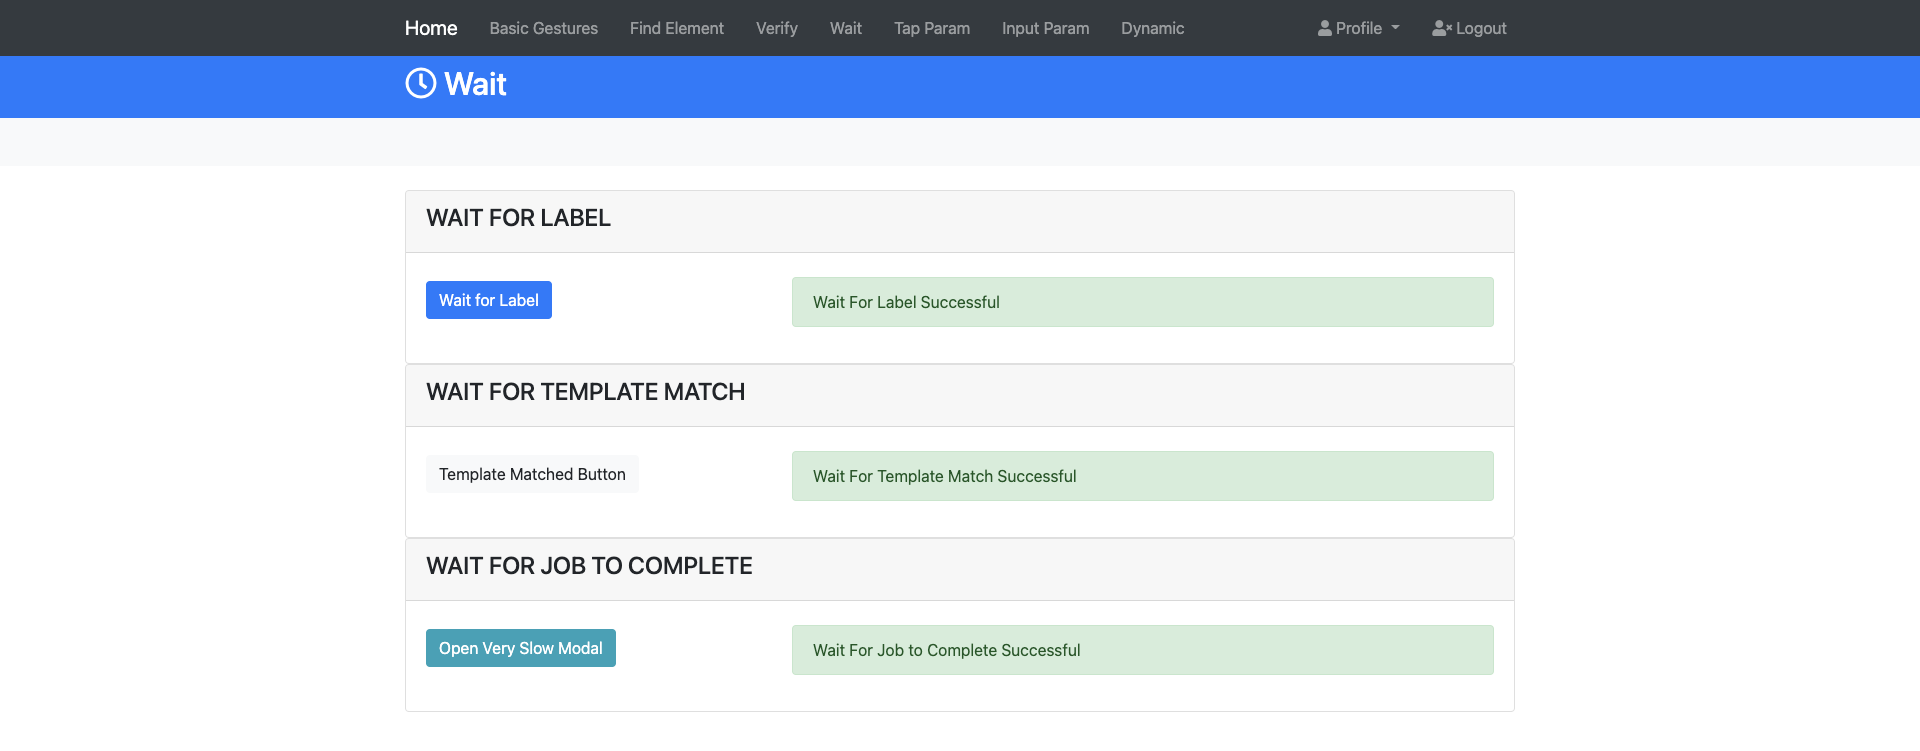 Home Basic Gestures Find Element Verify Wait Tap Param Input Param Dynamic Profile Logout
Wait
WAIT FOR LABEL
Wait for Label Wait For Label Successful
WAIT FOR TEMPLATE MATCH
Template Matched Button Wait For Template Match Successful
WAIT FOR JOB TO COMPLETE
Open Very Slow Modal Wait For Job to Complete Successful